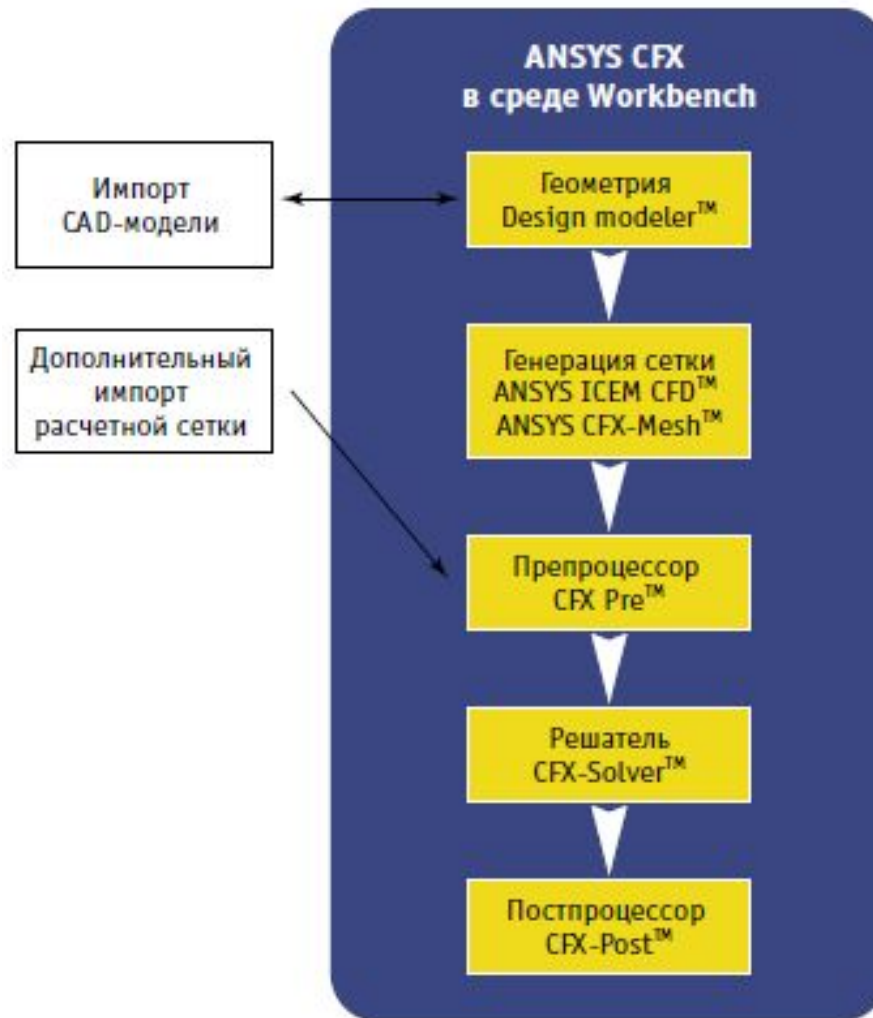 ANSYS CFX
в среде Workbench
Импорт
CAD-модели
Геометрия
Design modeler™
Дополнительный
импорт
расчетной сетки
Генерация сетки
ANSYS ICEM CFD™
ANSYS CFX-Mesh™
Препроцессор
CFX Pre™
Решатель
CFX-Solver™
Постпроцессор
CFX-Post™